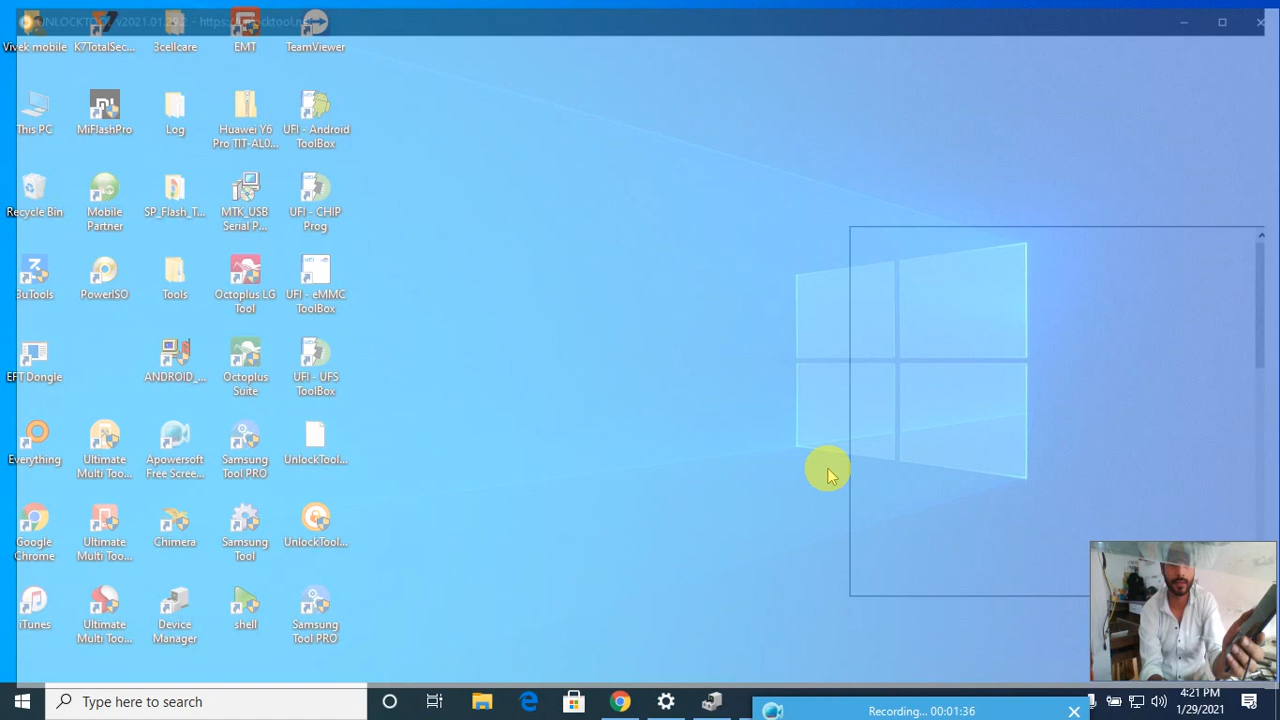 UNLOCKTOOL v2021.01.29.2 - https://unlocktool.ne
Vivek mobile
K7TotalSec...
3cellcare
EMT
TeamViewer
This PC
MiFlashPro
Log
Huawei Y6
Pro TIT-AL0...
UFI - Android
ToolBox
Recycle Bin
Mobile
Partner
SP_Flash_T...
MTK_USB
Serial P...
UFI - CHIP
Prog
3uTools
PowerISO
Tools
Octoplus LG
Tool
UFI - eMMC
ToolBox
EFT Dongle
ANDROID_...
Octoplus
Suite
UFI - UFS
ToolBox
Everything
Ultimate
Multi Too...
Apowersoft
Free Scree...
Samsung
Tool PRO
UnlockTool...
Google
Chrome
Ultimate
Multi Too...
Chimera
Samsung
Tool
UnlockTool...
iTunes
Ultimate
Multi Too...
Device
Manager
shell
Samsung
Tool PRO
Type here to search
Recording... 00:01:36
4:21 PM
1/29/2021